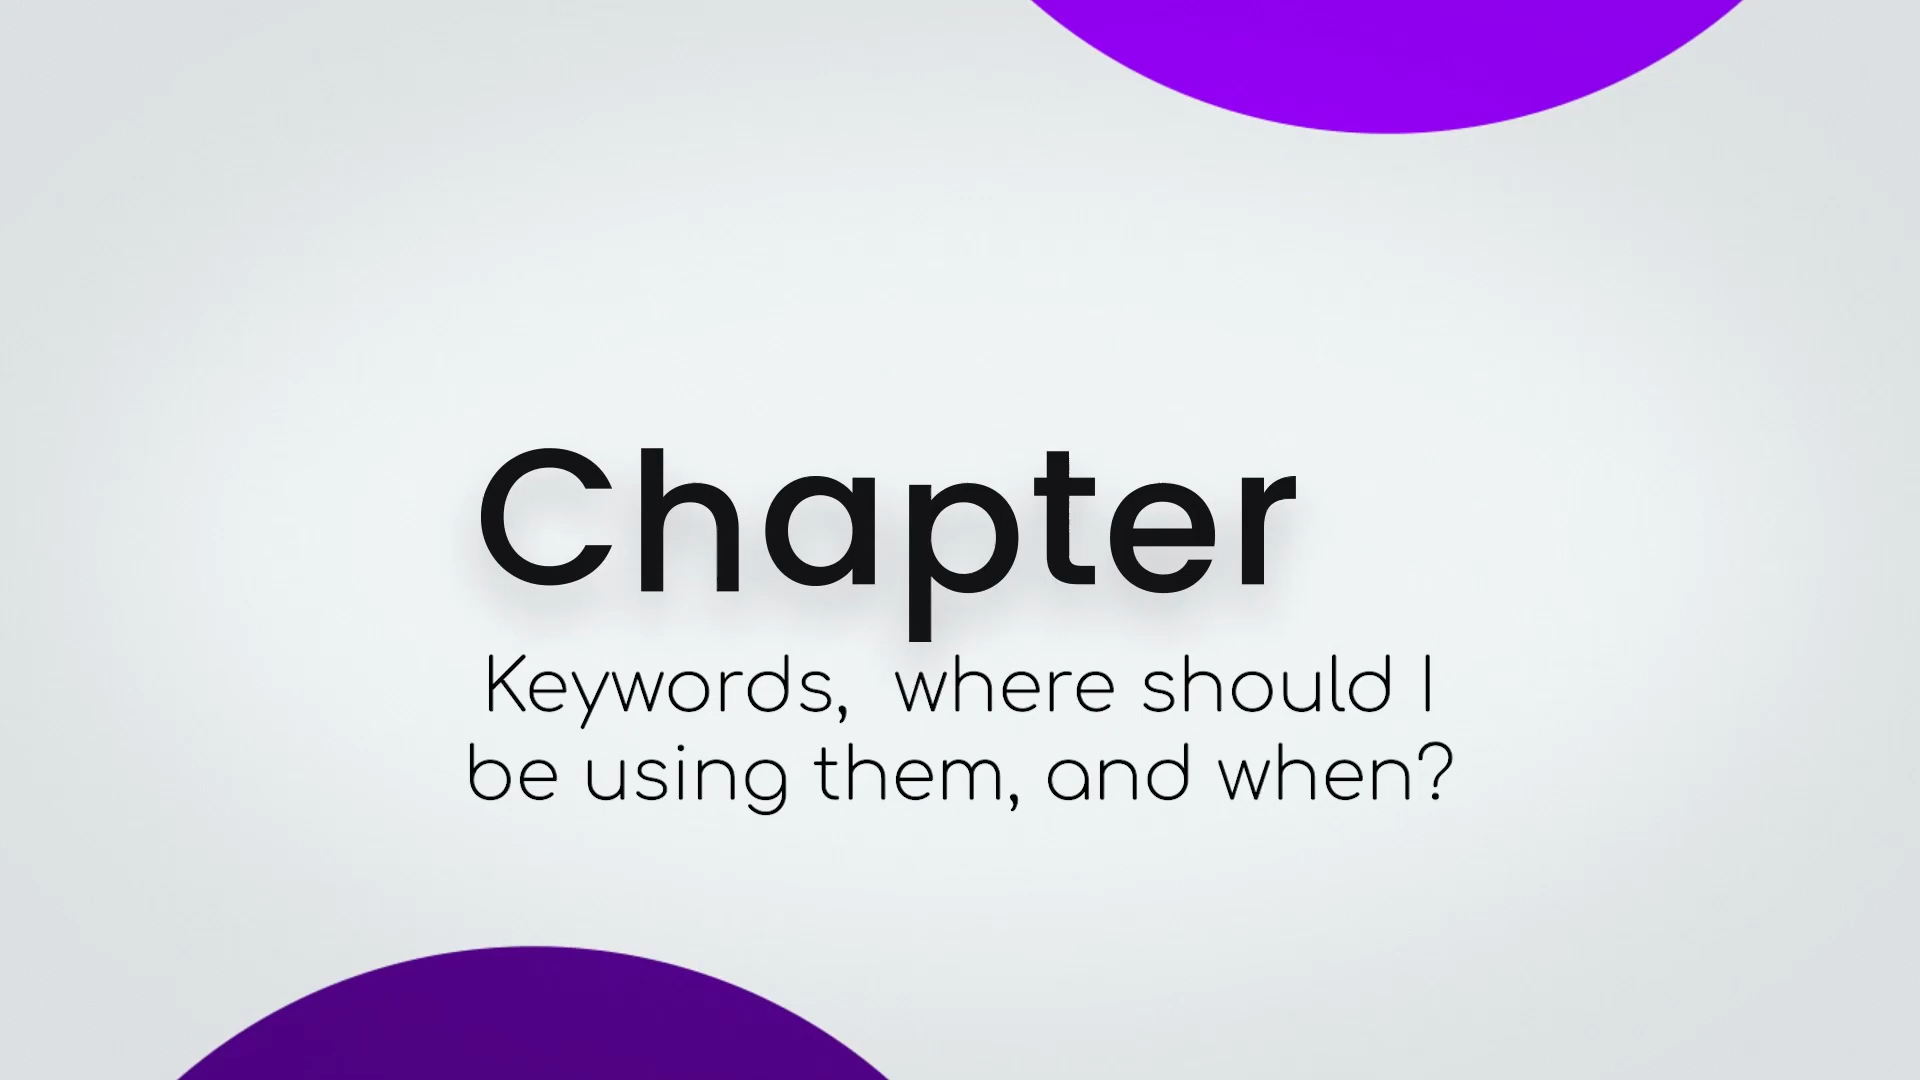 Chapter
Keywords,  where should I
be using them, and when?